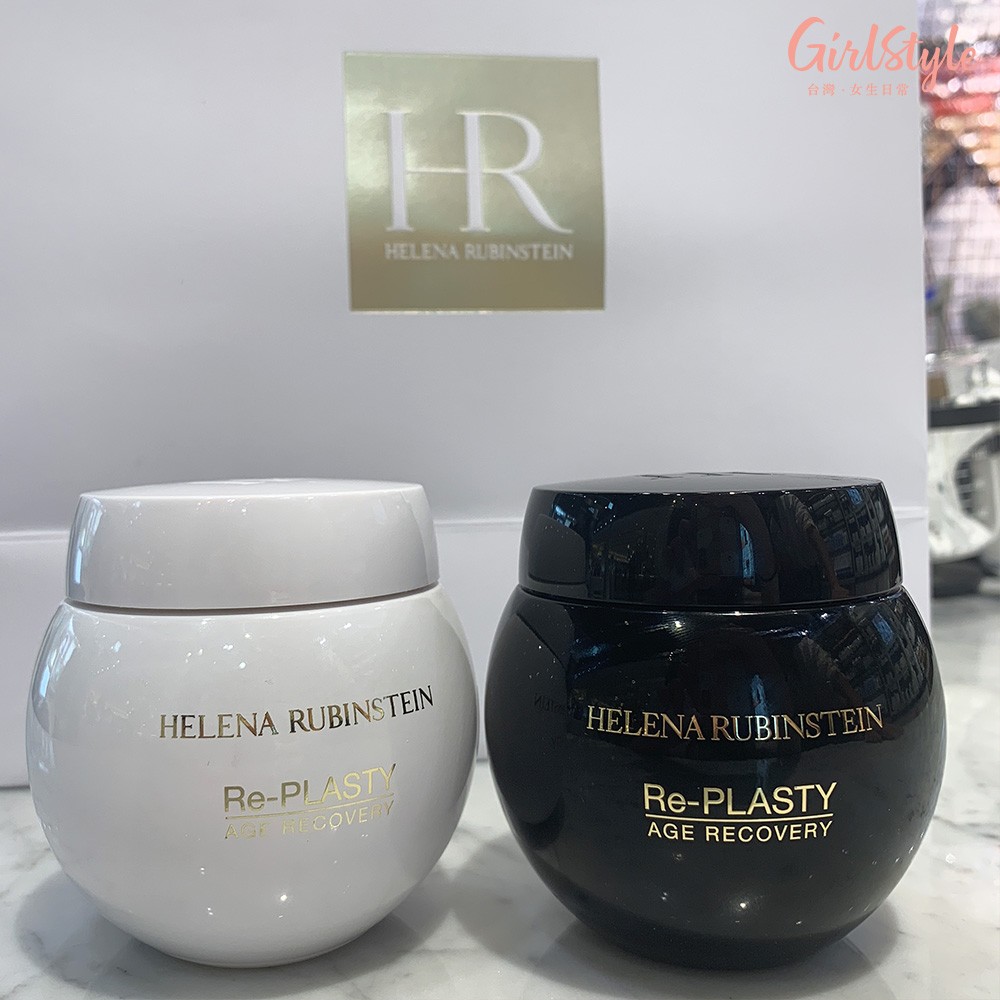 GirlStyle
台灣·女生日常
HR
HELENA RUBINSTEIN
HELENA RUBINSTEIN
Re-PLASTY
AGE RECOVERY
HELENA RUBINSTEIN
Re-PLASTY
AGE RECOVERY